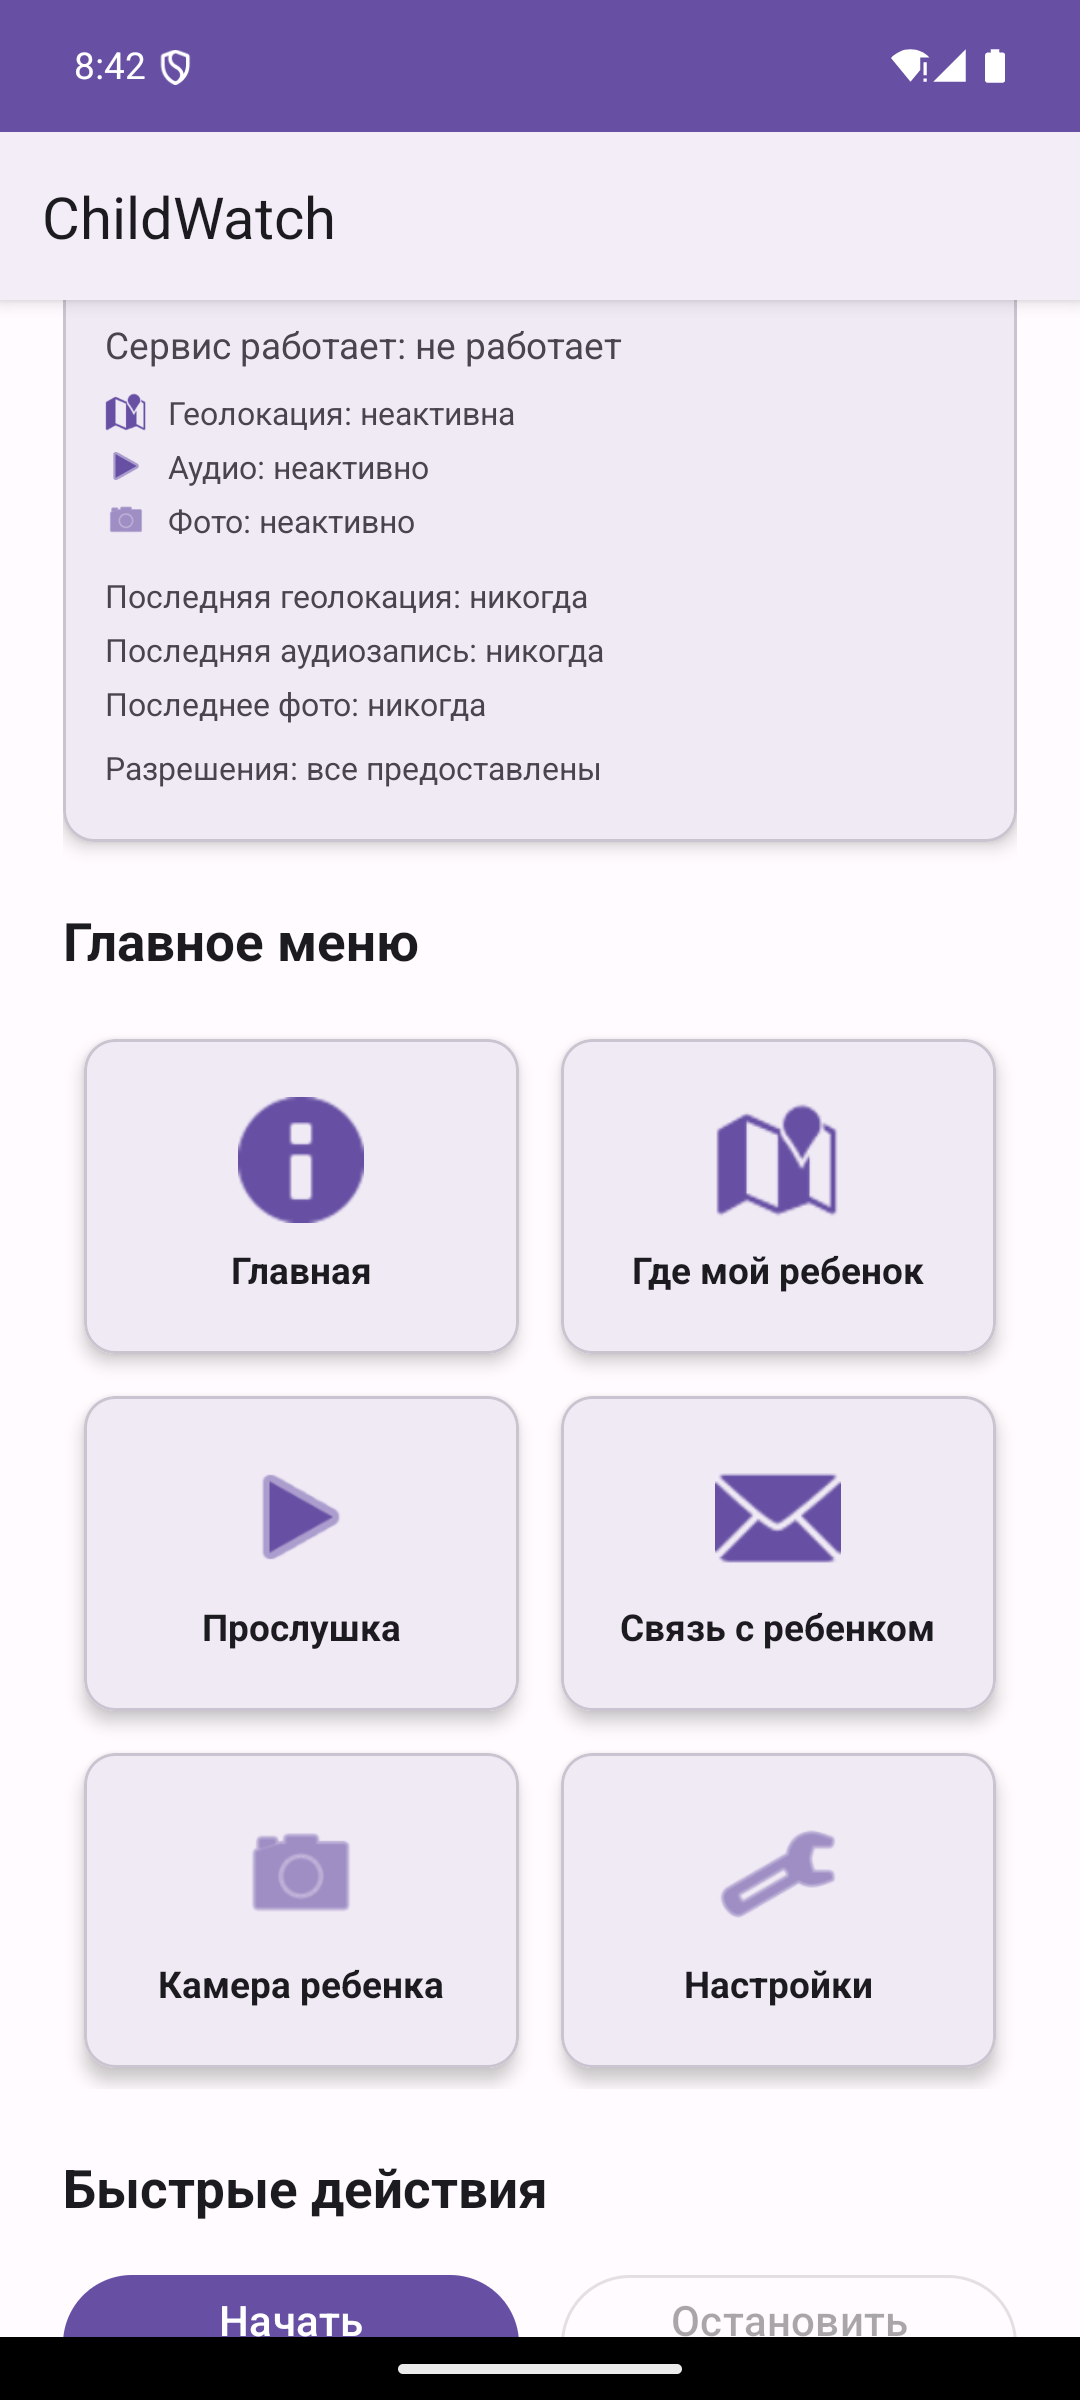 8:42
ChildWatch
Сервис работает: не работает
Геолокация: неактивна
Аудио: неактивно
Фото: неактивно
Последняя геолокация: никогда
Последняя аудиозапись: никогда
Последнее фото: никогда
Разрешения: все предоставлены
Главное меню
Главная
Где мой ребенок
Прослушка
Связь с ребенком
Камера ребенка
Настройки
Быстрые действия
Начать
Остановить